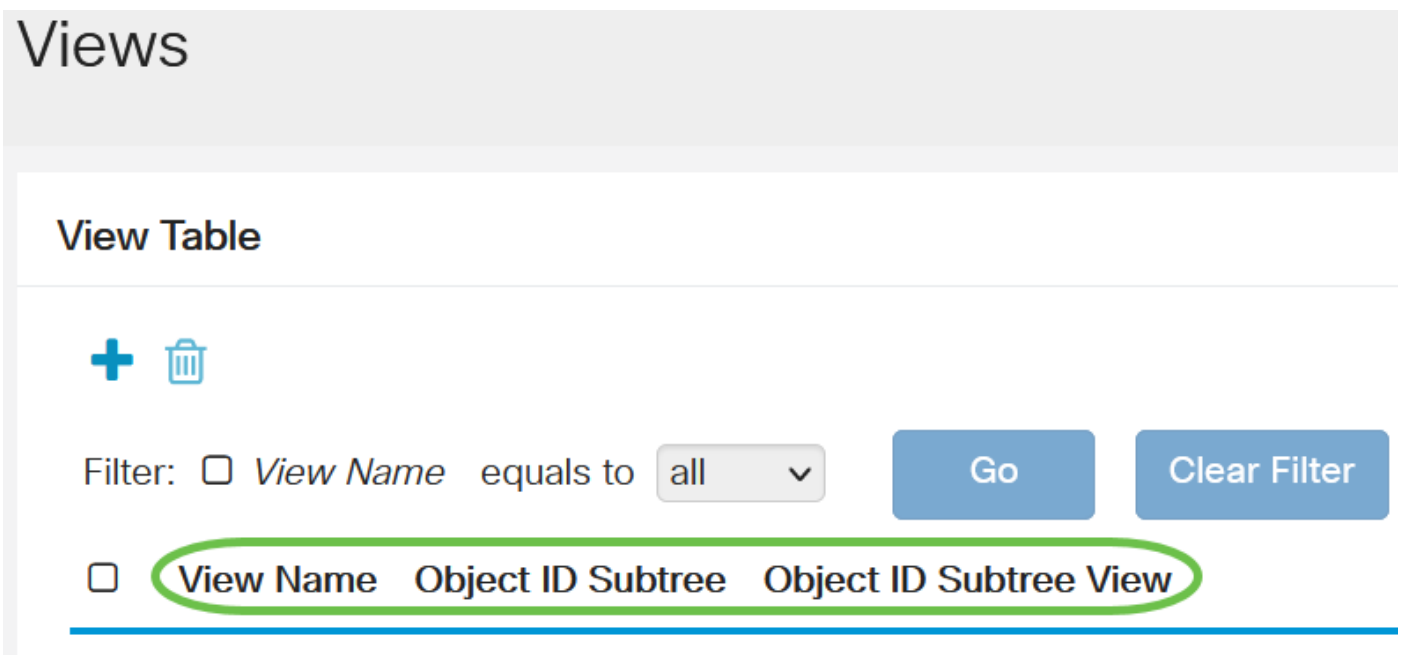 Views
View Table
Filter: View Name equals to all Go Clear Filter
View Name Object ID Subtree Object ID Subtree View